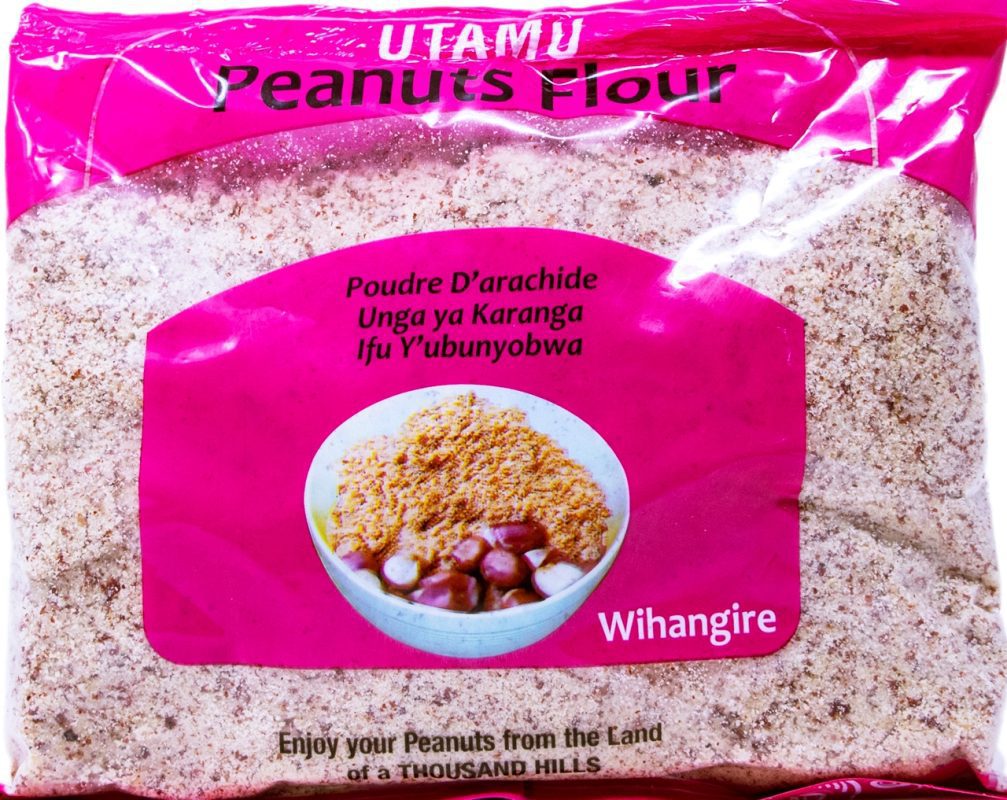 UTAMU
Peanuts Flour
Poudre D'arachide
Unga ya Karanga
Ifu Y'ubunyobwa
Wihangire
Enjoy your Peanuts from the Land
of a THOUSAND HILLS